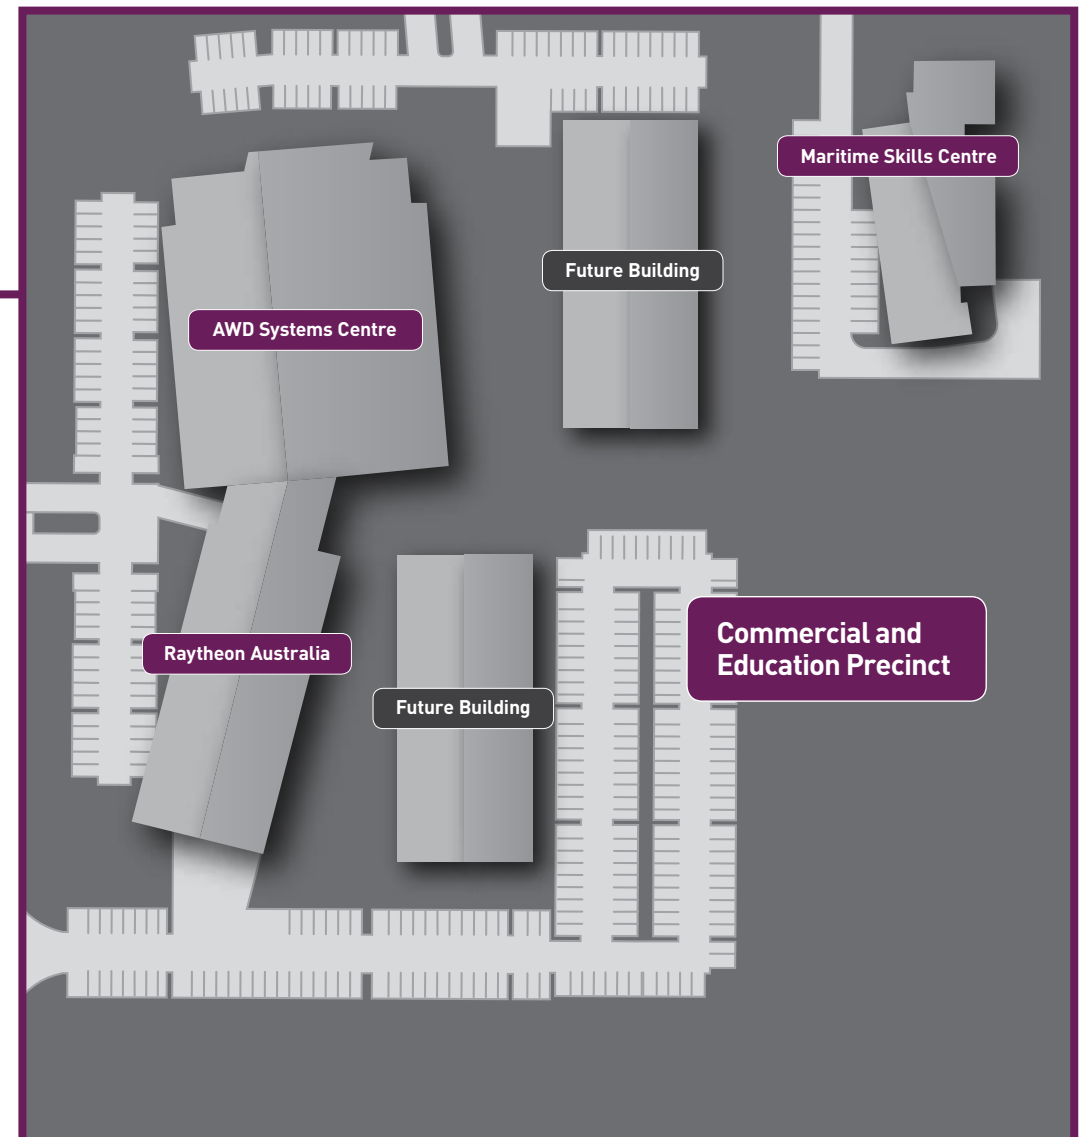 Maritime Skills Centre
Future Building
AWD Systems Centre
Commercial and
Education Precinct
Raytheon Australia
Future Building